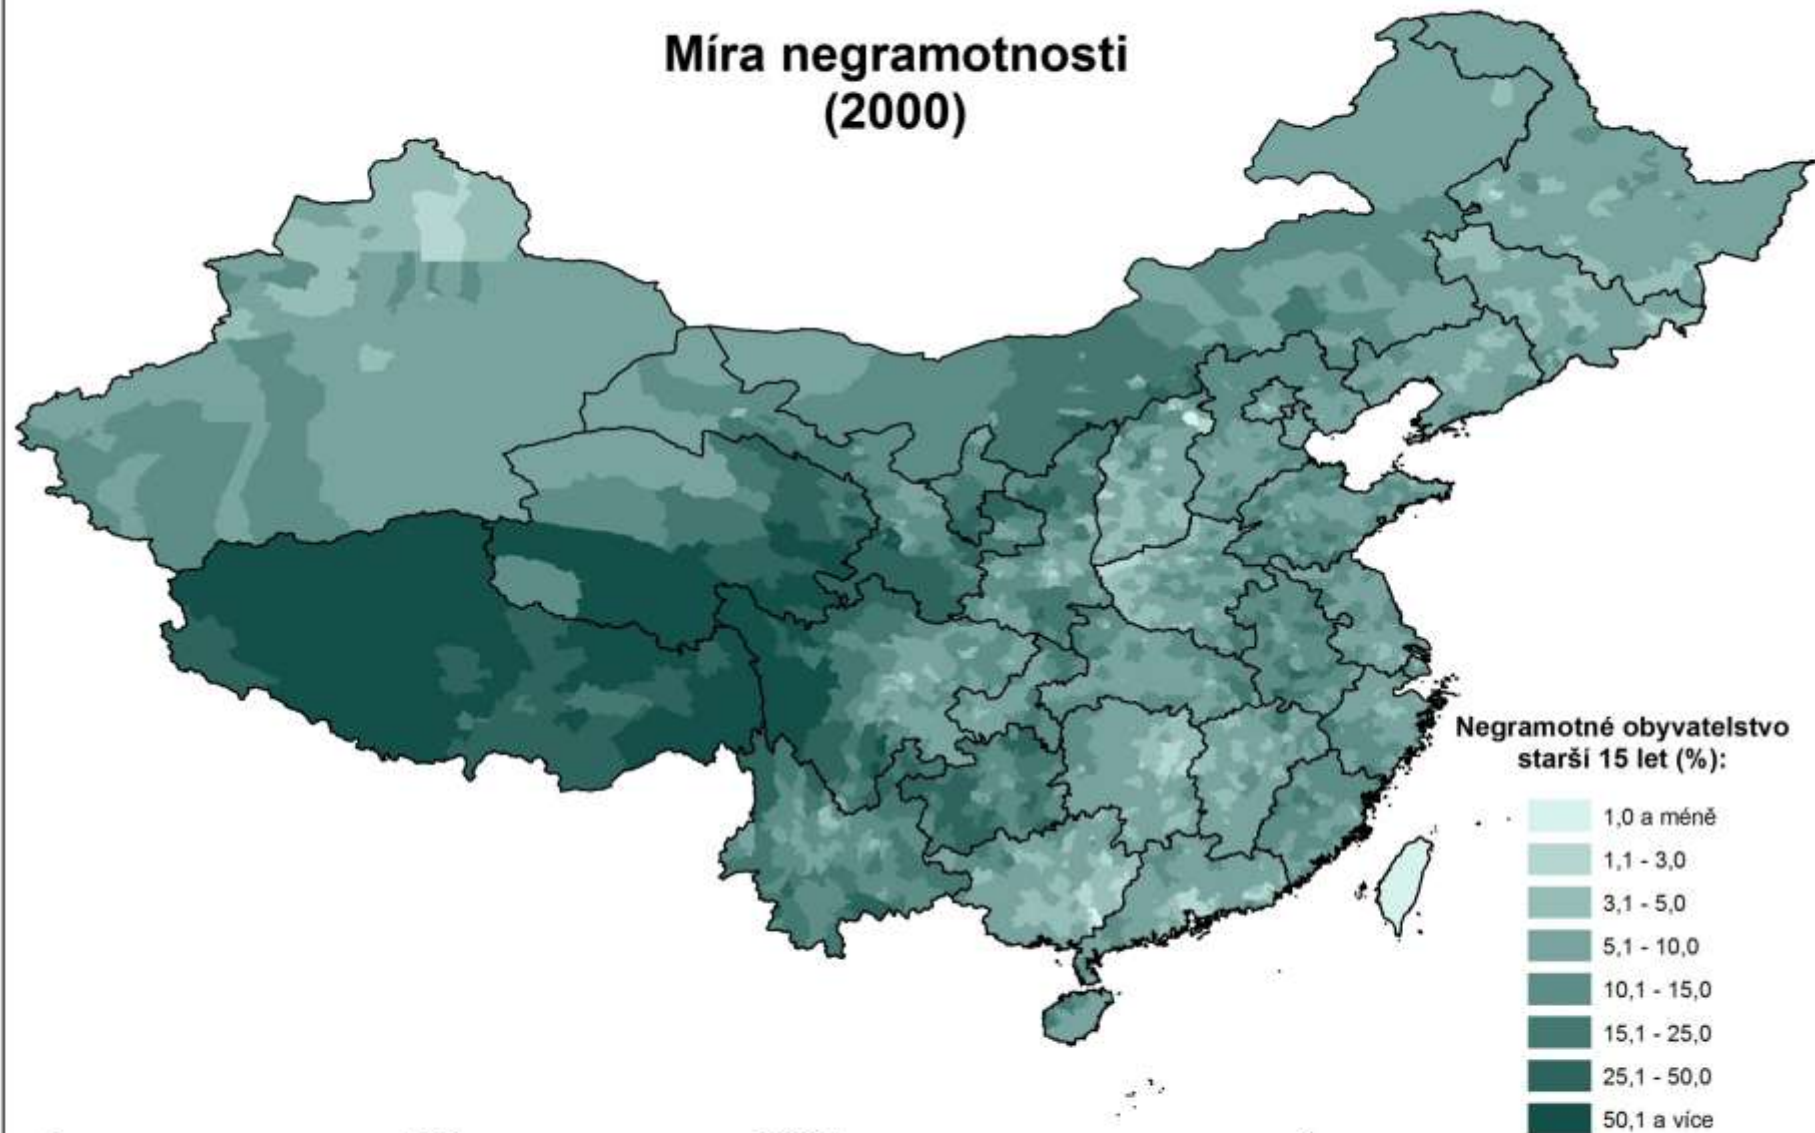 Míra negramotnosti
(2000)
Negramotné obyvatelstvo
starší 15 let (%):
1,0 a méně
1,1 - 3,0
3,1 - 5,0
5,1 - 10,0
10,1 - 15,0
15,1 - 25,0
25,1 - 50,0
50,1 a více